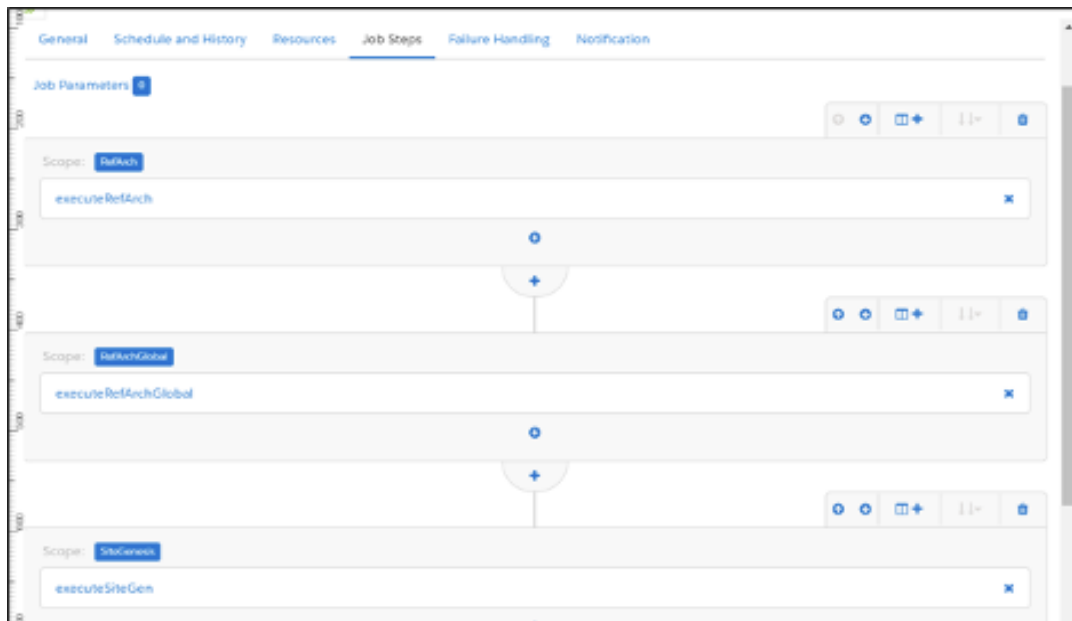 General Schedule and History Resources Job Steps Failure Handling Notification
Job Parameters 0
Scope: RefArch
executeRefArch
Scope: RefArchGlobal
executeRefArchGlobal
Scope: SiteGenesis
executeSiteGen